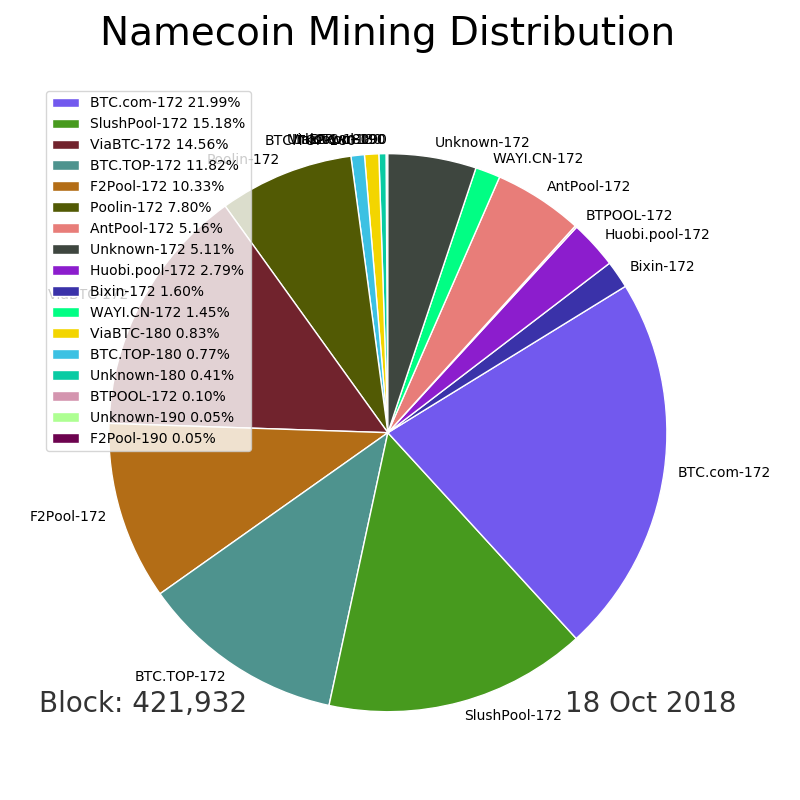 Namecoin Mining Distribution
BTC.com-172 21.99%
SlushPool-172 15.18%
ViaBTC-172 14.56%
BTC.TOP-172 11.82%
F2Pool-172 10.33%
Poolin-172 7.80%
AntPool-172 5.16%
Unknown-172 5.11%
Huobi.pool-172 2.79%
Bixin-172 1.60%
WAYI.CN-172 1.45%
ViaBTC-180 0.83%
BTC.TOP-180 0.77%
Unknown-180 0.41%
BTPOOL-172 0.10%
Unknown-190 0.05%
F2Pool-190 0.05%
Unknown-172
WAYI.CN-172
AntPool-172
BTPOOL-172
Huobi.pool-172
Bixin-172
BTC.com-172
SlushPool-172
BTC.TOP-172
F2Pool-172
ViaBTC-172
Poolin-172
Block: 421,932
18 Oct 2018